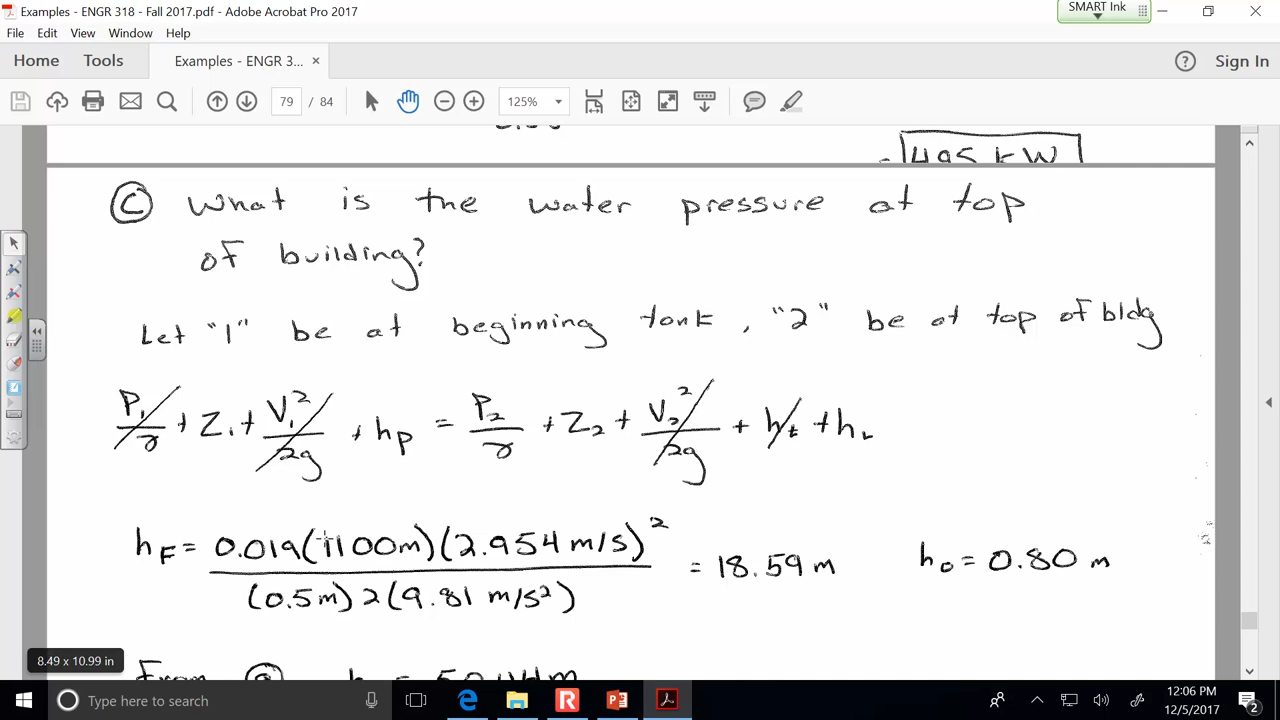 Examples - ENGR 318 - Fall 2017.pdf - Adobe Acrobat Pro 2017
SMART Ink
File Edit View Window Help
Home Tools Examples - ENGR 3... × Sign In
79 / 84 125%
495 kW
C What is the water pressure at top
of building?
Let "1" be at beginning tank, "2" be at top of bldg
P₁/γ + Z₁ + V₁²/2g + hp = P₂/γ + Z₂ + V₂²/2g + ht + hL
hF = 0.019(1100m)(2.954 m/s)² / (0.5m)2(9.81 m/s²) = 18.59 m ho = 0.80 m
8.49 x 10.99 in
From a
Type here to search
12:06 PM
12/5/2017
2